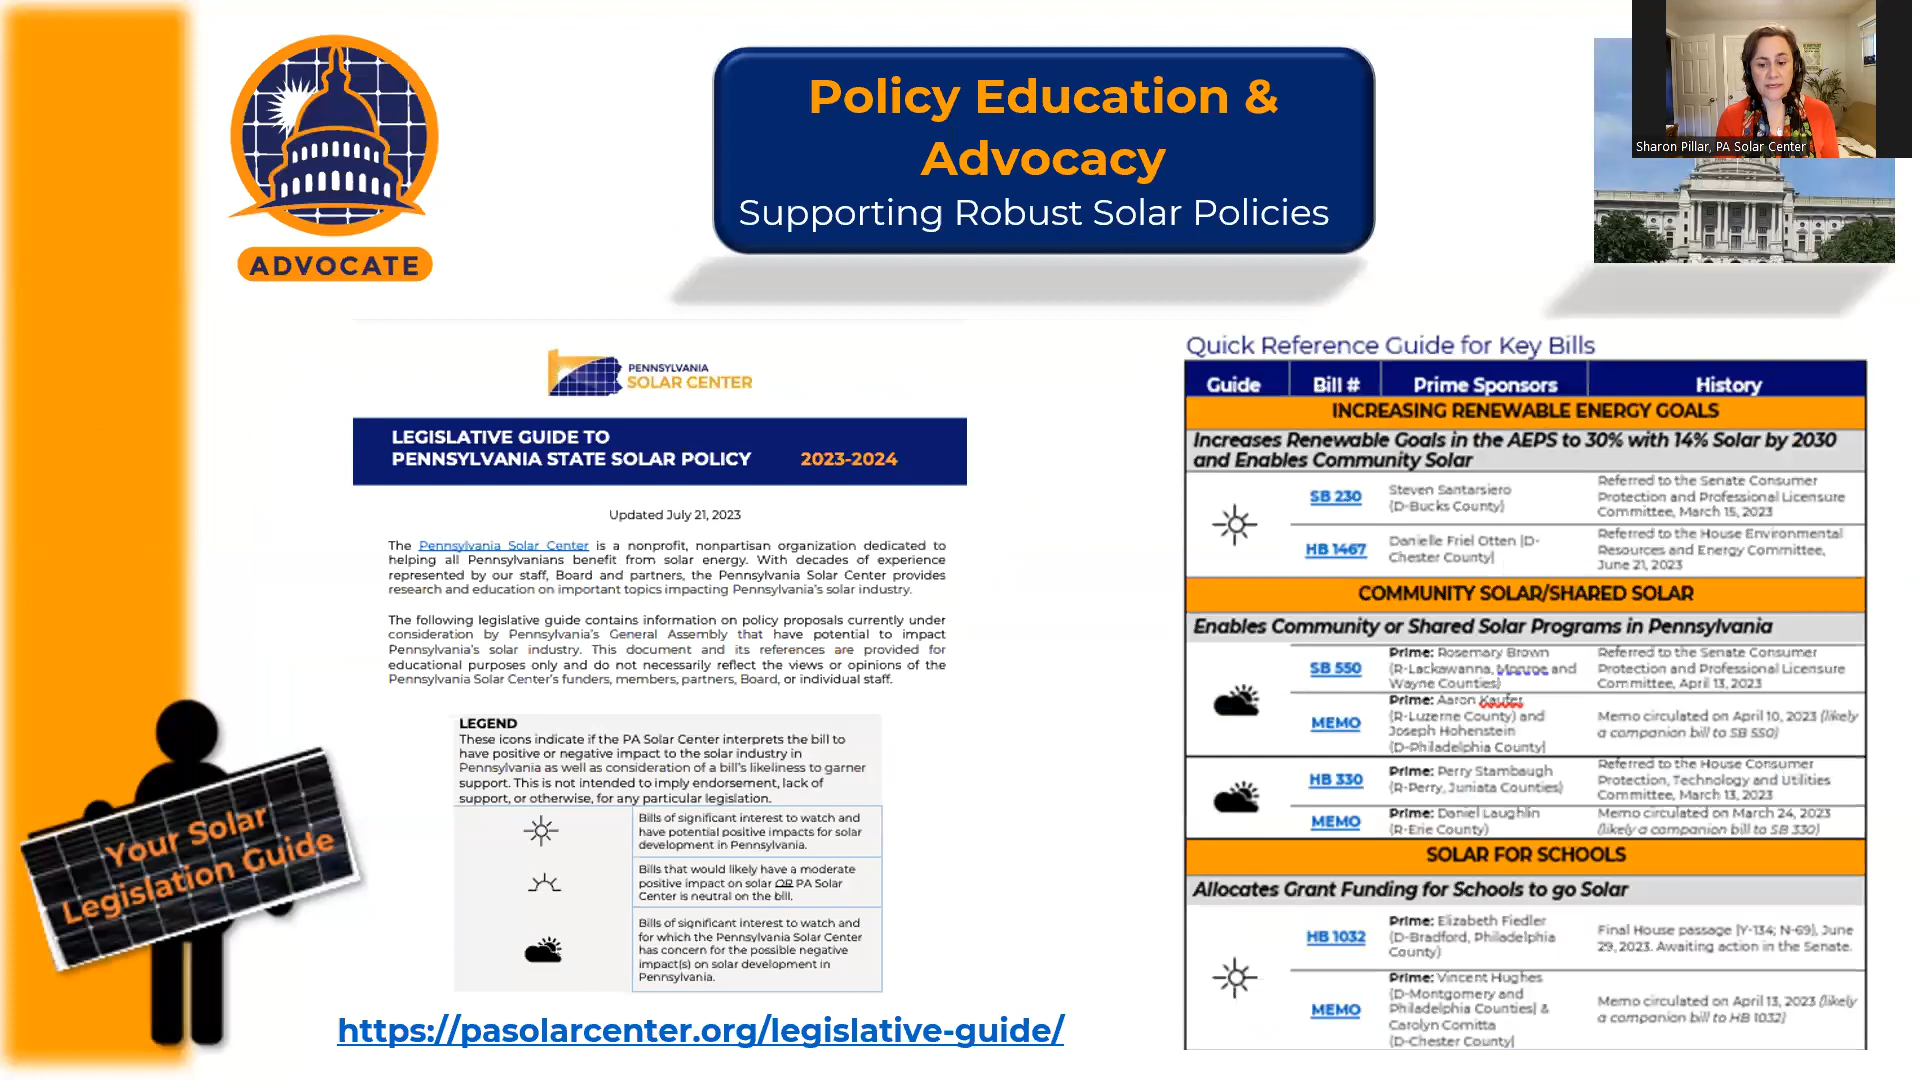 Policy Education &
Advocacy
Supporting Robust Solar Policies
Sharon Pillar, PA Solar Center
ADVOCATE
PENNSYLVANIA
SOLAR CENTER
LEGISLATIVE GUIDE TO
PENNSYLVANIA STATE SOLAR POLICY 2023-2024
Updated July 21, 2023
The Pennsylvania Solar Center is a nonprofit, nonpartisan organization dedicated to
helping all Pennsylvanians benefit from solar energy. With decades of experience
represented by our staff, Board and partners, the Pennsylvania Solar Center provides
research and education on important topics impacting Pennsylvania's solar industry.
The following legislative guide contains information on policy proposals currently under
consideration by Pennsylvania's General Assembly that have potential to impact
Pennsylvania's solar industry. This document and its references are provided for
educational purposes only and do not necessarily reflect the views or opinions of the
Pennsylvania Solar Center's funders, members, partners, Board, or individual staff.
LEGEND
These icons indicate if the PA Solar Center interprets the bill to
have positive or negative impact to the solar industry in
Pennsylvania as well as consideration of a bill's likeliness to garner
support. This is not intended to imply endorsement, lack of
support, or otherwise, for any particular legislation.
Bills of significant interest to watch and
have potential positive impacts for solar
development in Pennsylvania.
Bills that would likely have a moderate
positive impact on solar OR PA Solar
Center is neutral on the bill.
Bills of significant interest to watch and
for which the Pennsylvania Solar Center
has concern for the possible negative
impact(s) on solar development in
Pennsylvania.
https://pasolarcenter.org/legislative-guide/
Your Solar
Legislation Guide
Quick Reference Guide for Key Bills
Guide Bill # Prime Sponsors History
INCREASING RENEWABLE ENERGY GOALS
Increases Renewable Goals in the AEPS to 30% with 14% Solar by 2030
and Enables Community Solar
SB 230
Steven Santarsiero
(D-Bucks County)
Referred to the Senate Consumer
Protection and Professional Licensure
Committee, March 15, 2023
HB 1467
Danielle Friel Otten (D-
Chester County)
Referred to the House Environmental
Resources and Energy Committee,
June 21, 2023
COMMUNITY SOLAR/SHARED SOLAR
Enables Community or Shared Solar Programs in Pennsylvania
SB 550
Prime: Rosemary Brown
(R-Lackawanna, Monroe and
Wayne Counties)
Referred to the Senate Consumer
Protection and Professional Licensure
Committee, April 13, 2023
MEMO
Prime: Aaron Kaufer
(R-Luzerne County) and
Joseph Hohenstein
(D-Philadelphia County)
Memo circulated on April 10, 2023 (likely
a companion bill to SB 550)
HB 330
Prime: Perry Stambaugh
(R-Perry, Juniata Counties)
Referred to the House Consumer
Protection, Technology and Utilities
Committee, March 13, 2023
MEMO
Prime: Daniel Laughlin
(R-Erie County)
Memo circulated on March 24, 2023
(likely a companion bill to SB 330)
SOLAR FOR SCHOOLS
Allocates Grant Funding for Schools to go Solar
HB 1032
Prime: Elizabeth Fiedler
(D-Bradford, Philadelphia
County)
Final House passage (Y-134; N-69), June
29, 2023. Awaiting action in the Senate.
MEMO
Prime: Vincent Hughes
(D-Montgomery and
Philadelphia Counties) &
Carolyn Comitta
(D-Chester County)
Memo circulated on April 13, 2023 (likely
a companion bill to HB 1032)